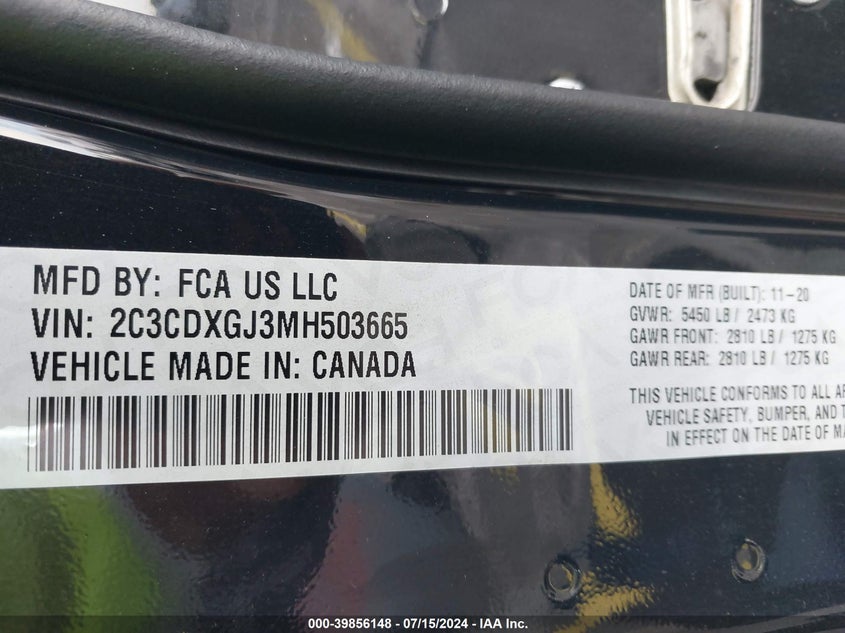 MFD BY: FCA US LLC
VIN: 2C3CDXGJ3MH503665
VEHICLE MADE IN: CANADA
DATE OF MFR (BUILT): 11-20
GVWR: 5450 LB / 2473 KG
GAWR FRONT: 2810 LB / 1275 KG
GAWR REAR: 2810 LB / 1275 KG
THIS VEHICLE CONFORMS TO ALL
VEHICLE SAFETY, BUMPER, AND
IN EFFECT ON THE DATE OF
000-39856148 - 07/15/2024 - IAA Inc.